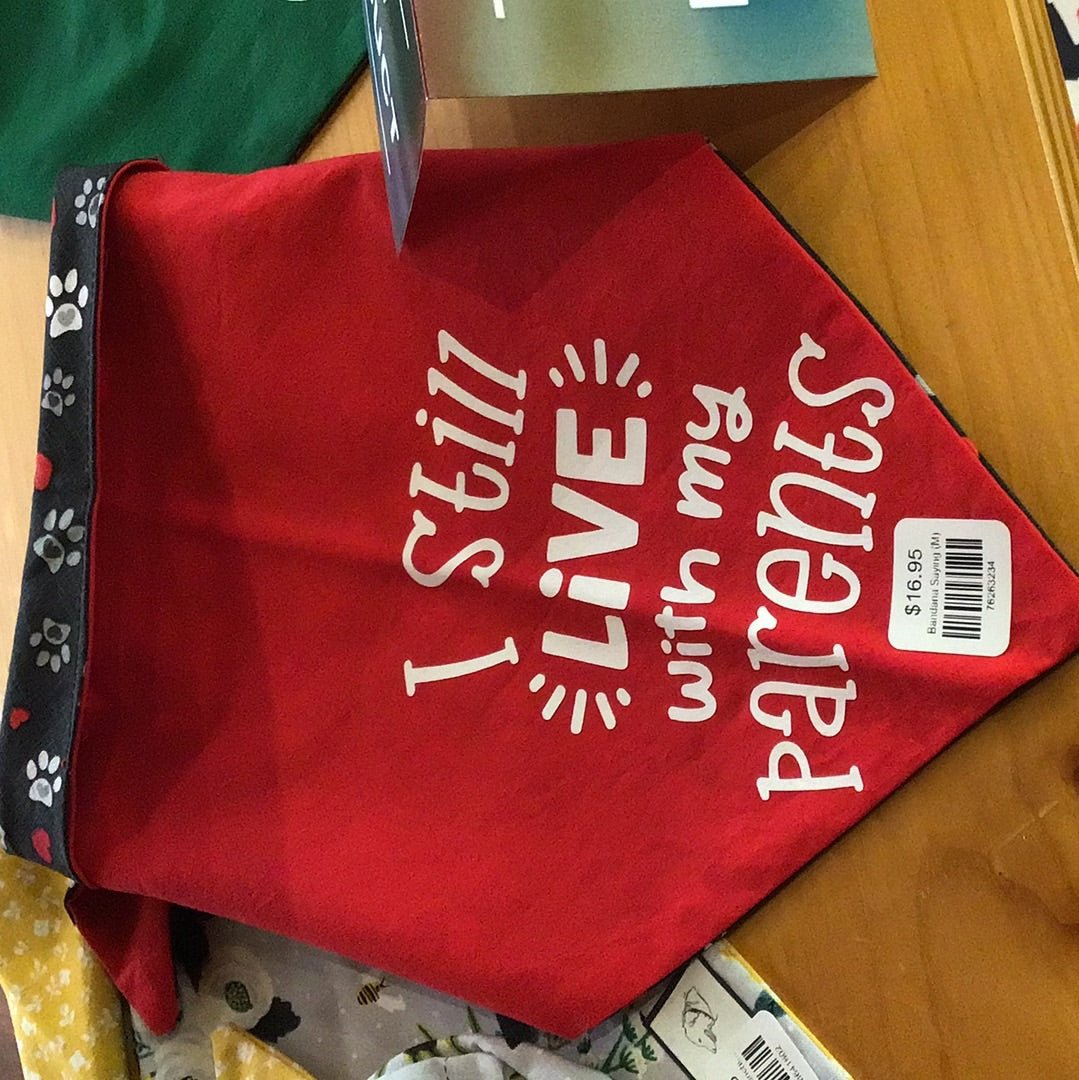 I Still
LiVE
with my
parents
$16.95
Bandana Saying (M)
76263234